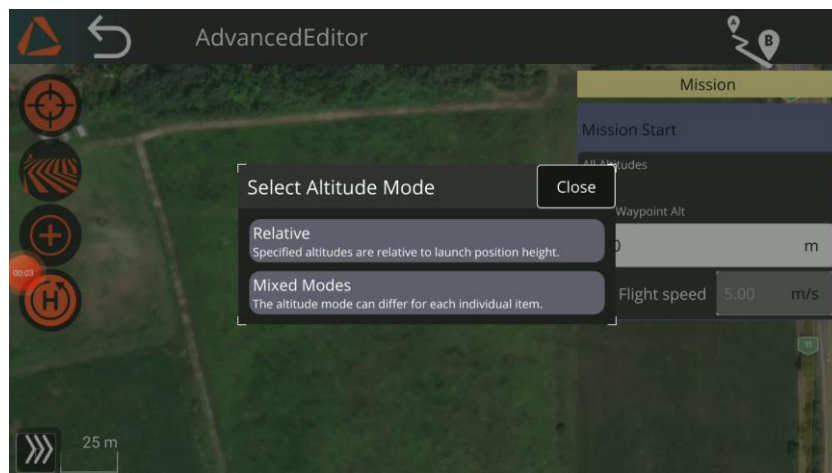 AdvancedEditor
A
B
Mission
Mission Start
All Altitudes
Select Altitude Mode
Close
Waypoint Alt
Relative
Specified altitudes are relative to launch position height.
m
Mixed Modes
The altitude mode can differ for each individual item.
00:03
H
Flight speed 5.00 m/s
11
25 m